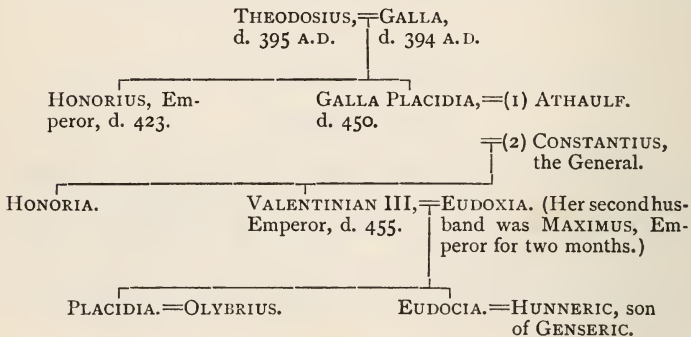 THEODOSIUS,=GALLA,
d. 395 A.D. d. 394 A.D.
HONORIUS, Em- GALLA PLACIDIA,=(1) ATHAULF.
peror, d. 423. d. 450.
=(2) CONSTANTIUS,
the General.
HONORIA. VALENTINIAN III,=EUDOXIA. (Her second hus-
Emperor, d. 455. band was MAXIMUS, Em-
peror for two months.)
PLACIDIA.=OLYBRIUS. EUDOCIA.=HUNNERIC, son
of GENSERIC.